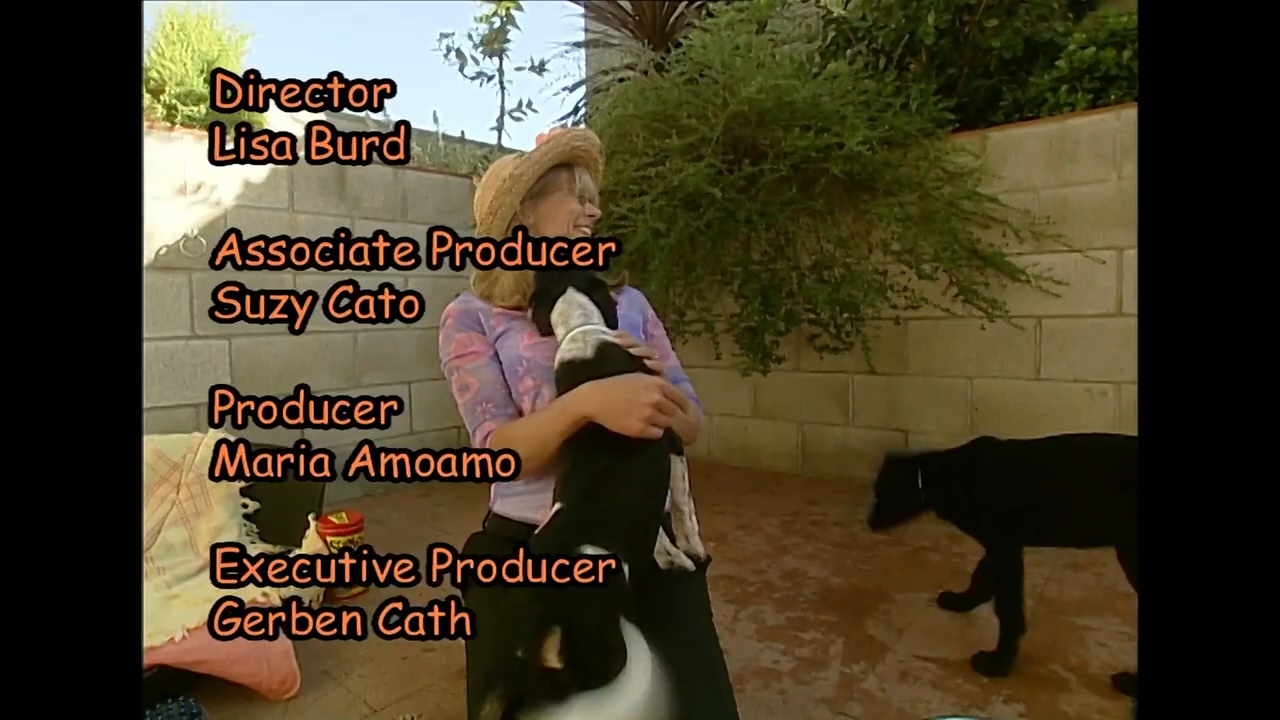 Director
Lisa Burd
Associate Producer
Suzy Cato
Producer
Maria Amoamo
Executive Producer
Gerben Cath